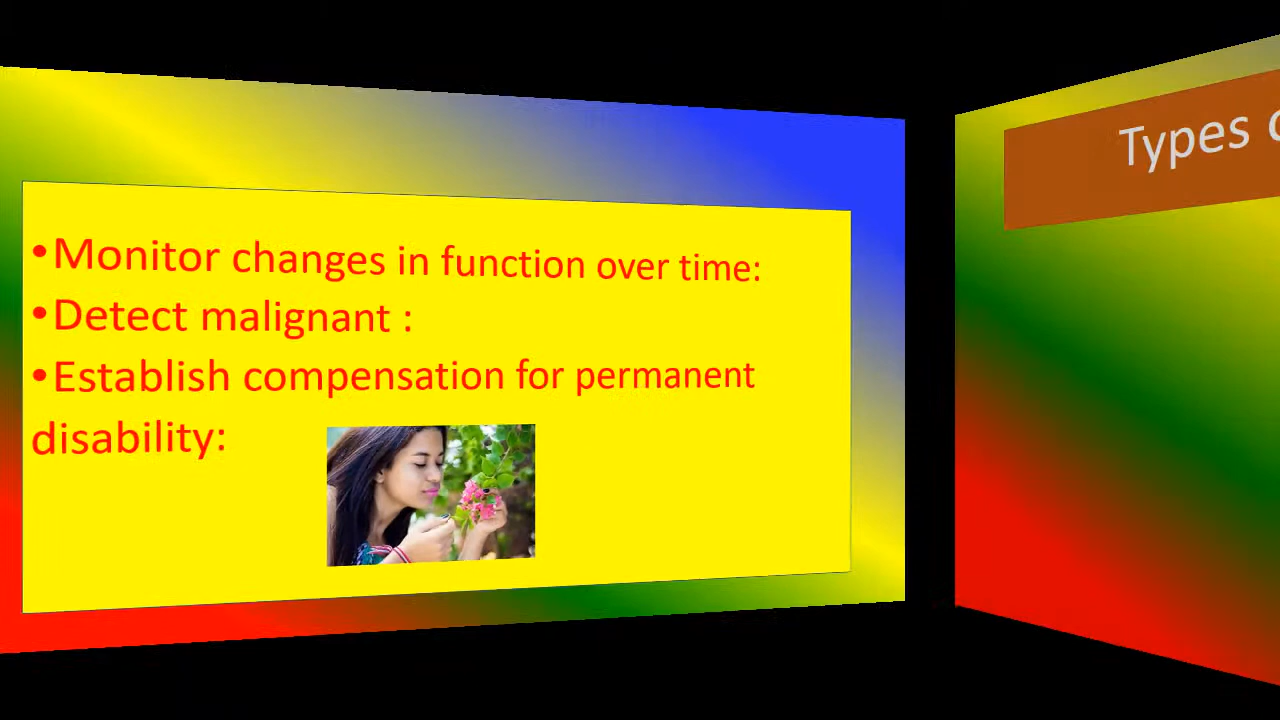 •Monitor changes in function over time:
•Detect malignant :
•Establish compensation for permanent
disability:
Types